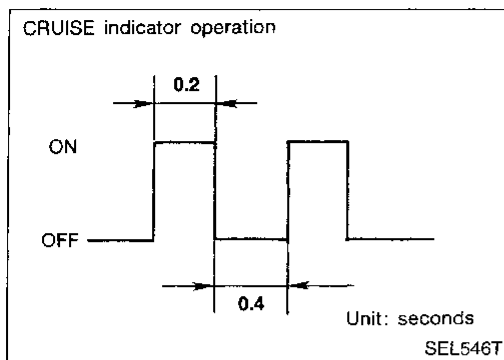 CRUISE indicator operation
0.2
ON
OFF
0.4
Unit: seconds
SEL546T